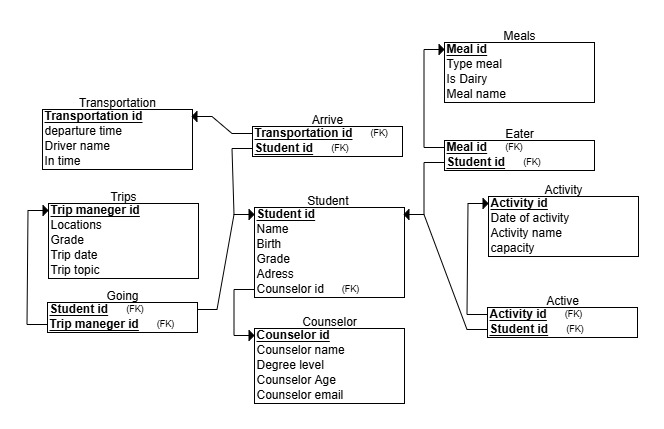 Meals
Meal id
Type meal
Is Dairy
Meal name
Transportation
Transportation id
departure time
Driver name
In time
Arrive
Transportation id (FK)
Student id (FK)
Eater
Meal id (FK)
Student id (FK)
Trips
Trip maneger id
Locations
Grade
Trip date
Trip topic
Student
Student id
Name
Birth
Grade
Adress
Counselor id (FK)
Activity
Activity id
Date of activity
Activity name
capacity
Going
Student id (FK)
Trip maneger id (FK)
Active
Activity id (FK)
Student id (FK)
Counselor
Counselor id
Counselor name
Degree level
Counselor Age
Counselor email